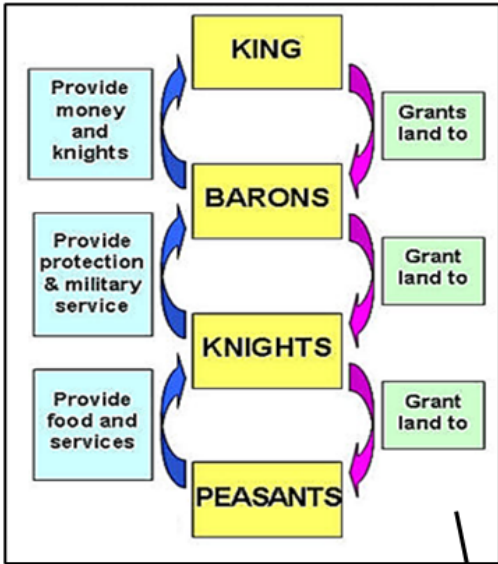 KING
Provide
money
and
knights
Grants
land to
BARONS
Provide
protection
& military
service
Grant
land to
KNIGHTS
Provide
food and
services
Grant
land to
PEASANTS